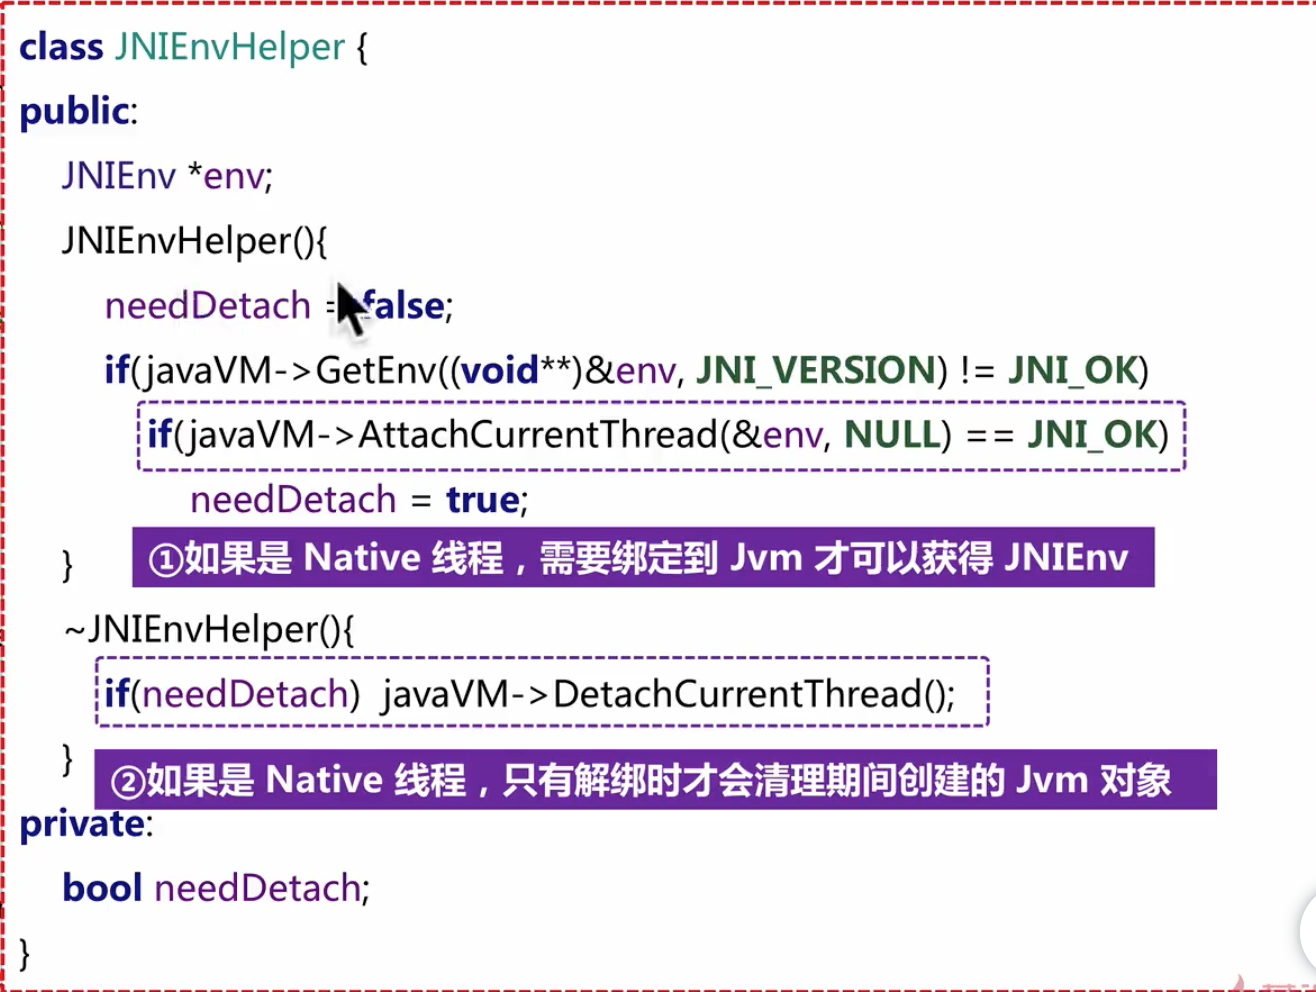 class JNIEnvHelper {
public:
JNIEnv *env;
JNIEnvHelper(){
needDetach = false;
if(javaVM->GetEnv((void**)&env, JNI_VERSION) != JNI_OK)
if(javaVM->AttachCurrentThread(&env, NULL) == JNI_OK)
needDetach = true;
}
①如果是 Native 线程，需要绑定到 Jvm 才可以获得 JNIEnv
~JNIEnvHelper(){
if(needDetach) javaVM->DetachCurrentThread();
}
②如果是 Native 线程，只有解绑时才会清理期间创建的 Jvm 对象
private:
bool needDetach;
}